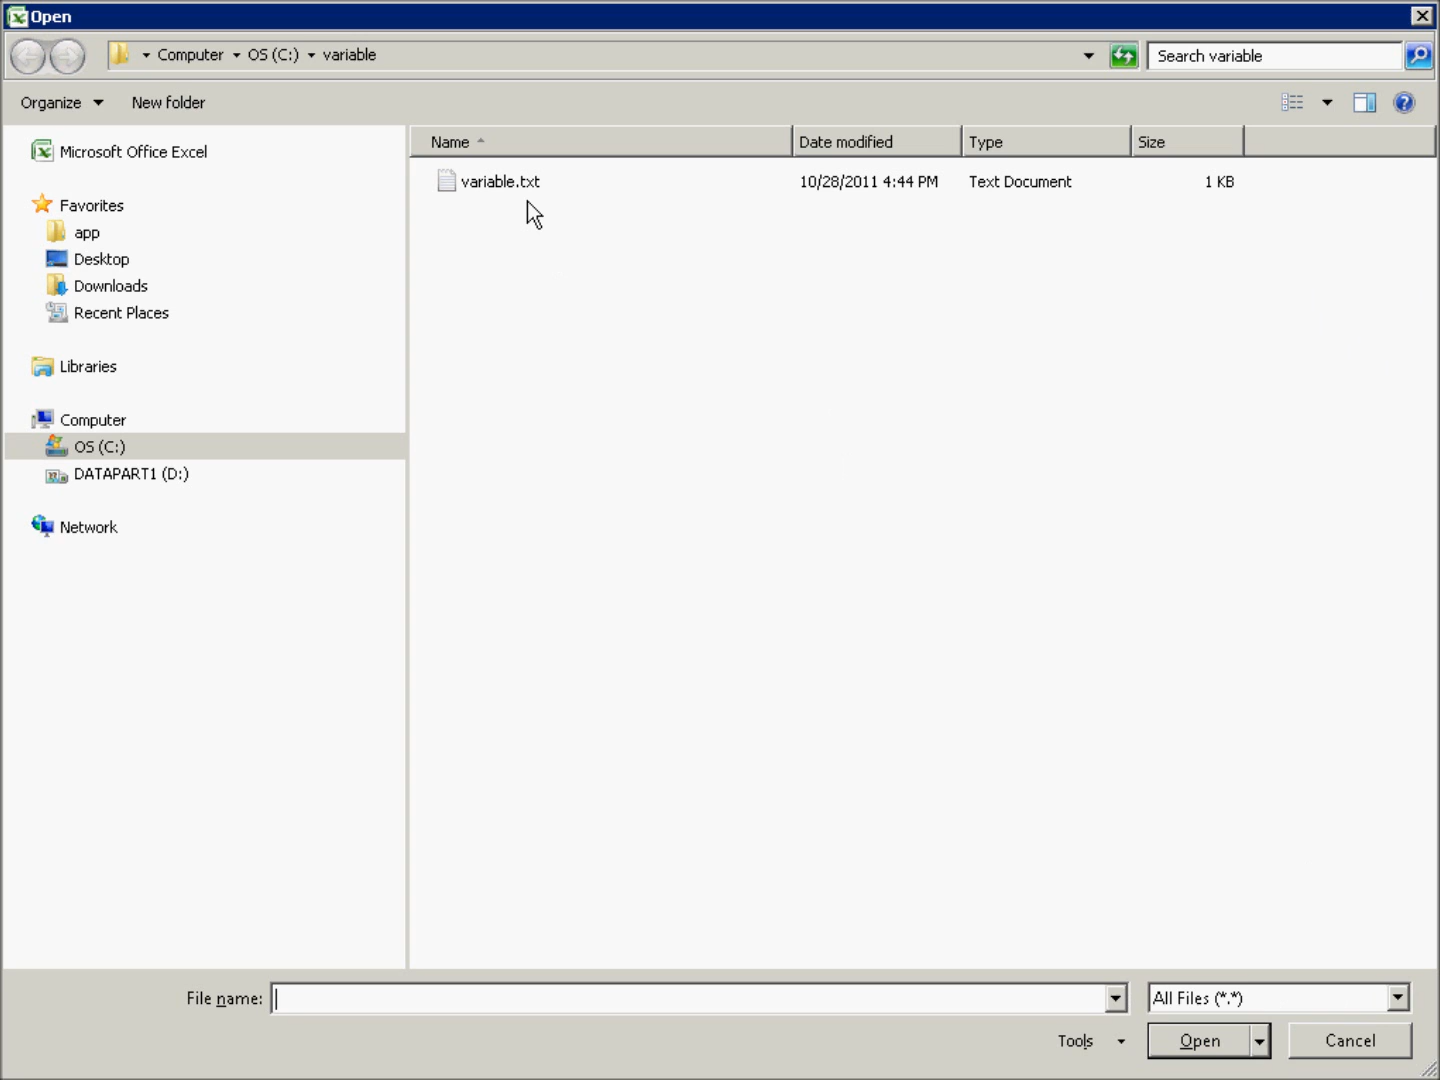 Open
Computer OS (C:) variable
Search variable
Organize New folder
Microsoft Office Excel
Favorites
app
Desktop
Downloads
Recent Places
Libraries
Computer
OS (C:)
DATAPART1 (D:)
Network
Name Date modified Type Size
variable.txt 10/28/2011 4:44 PM Text Document 1 KB
File name: All Files (*.*)
Tools Open Cancel